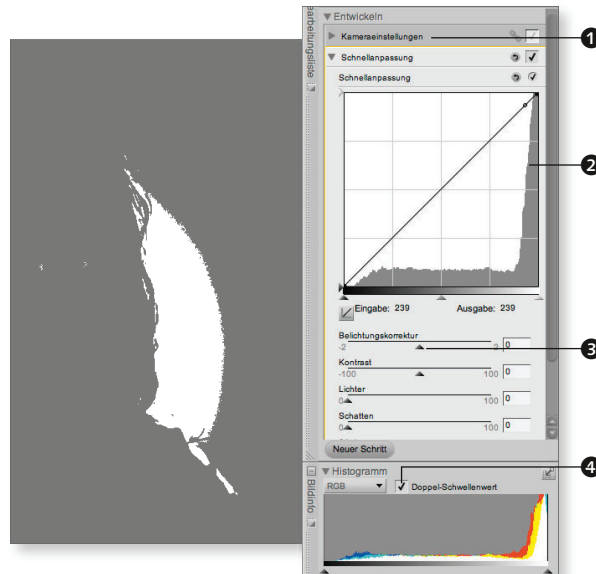 Bearbeitungsliste
Entwickeln
Kameraeinstellungen
1
Schnellanpassung
Schnellanpassung
2
Eingabe: 239 Ausgabe: 239
Belichtungskorrektur
-2 2 0
3
Kontrast
-100 100 0
Lichter
0 100 0
Schatten
0 100 0
Neuer Schritt
Bildinfo
Histogramm
4
RGB Doppel-Schwellenwert